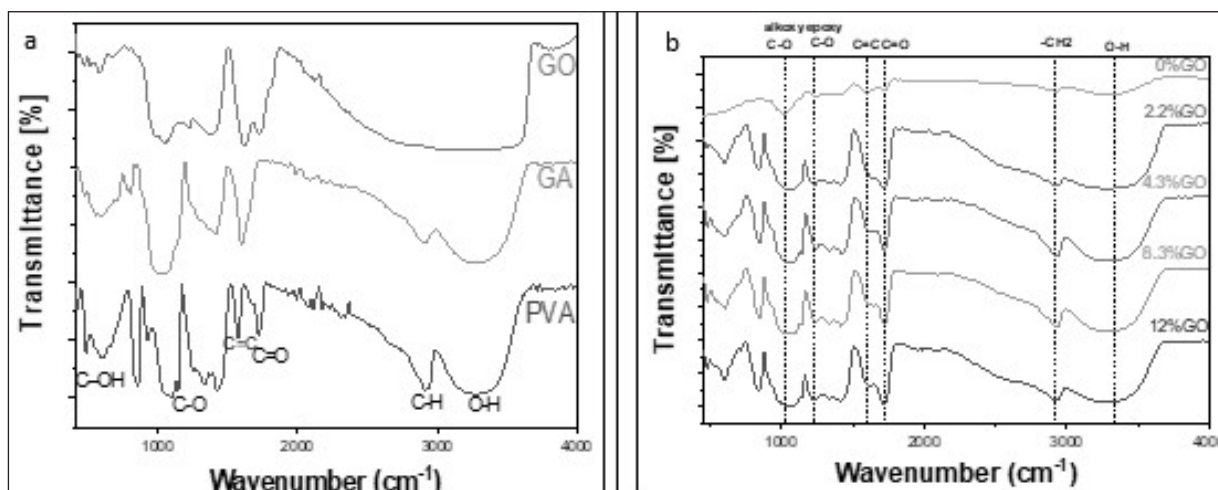 a
GO
GA
PVA
C-OH
C-O
C=C
C=O
C-H
O-H
Transmittance [%]
1000
2000
3000
4000
Wavenumber (cm-1)
b
alkoxy epoxy
C-O
C-O
C=C
C=O
-CH2
O-H
0%GO
2.2%GO
4.3%GO
8.3%GO
12%GO
Transmittance [%]
1000
2000
3000
400
Wavenumber (cm-1)